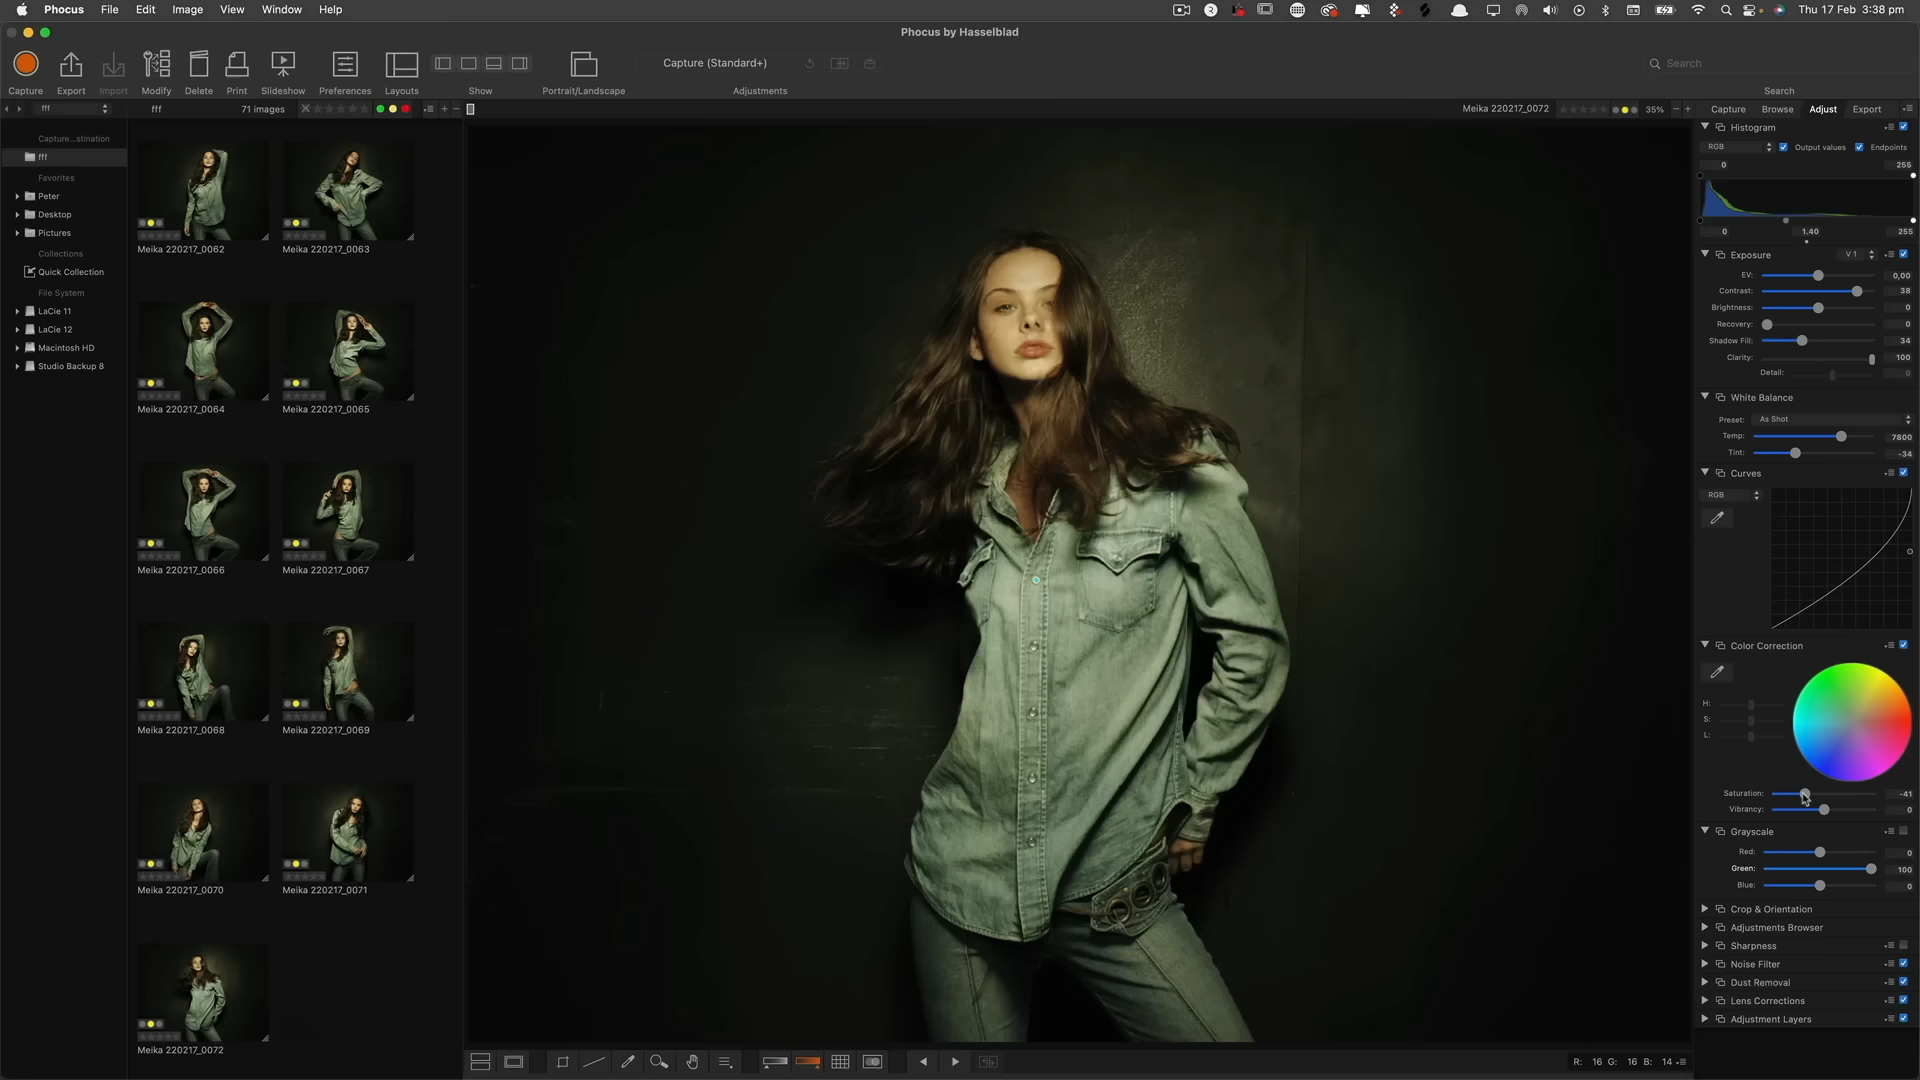 Phocus File Edit Image View Window Help
Thu 17 Feb 3:38 pm
Phocus by Hasselblad
Capture (Standard+)
Search
Capture Export Import Modify Delete Print Slideshow Preferences Layouts Show Portrait/Landscape Adjustments Search
fff fff 71 images
Meika 220217_0072 35%
Capture Browse Adjust Export
Capture...stination
fff
Favorites
Peter
Desktop
Pictures
Collections
Quick Collection
File System
LaCie 11
LaCie 12
Macintosh HD
Studio Backup 8
Meika 220217_0062 Meika 220217_0063
Meika 220217_0064 Meika 220217_0065
Meika 220217_0066 Meika 220217_0067
Meika 220217_0068 Meika 220217_0069
Meika 220217_0070 Meika 220217_0071
Meika 220217_0072
Histogram
RGB Output values Endpoints
0 255
0 1.40 255
Exposure V 1
EV: 0,00
Contrast: 38
Brightness: 0
Recovery: 0
Shadow Fill: 34
Clarity: 100
Detail: 0
White Balance
Preset: As Shot
Temp: 7800
Tint: -34
Curves
RGB
Color Correction
H:
S:
L:
Saturation: -41
Vibrancy: 0
Grayscale
Red: 0
Green: 100
Blue: 0
Crop & Orientation
Adjustments Browser
Sharpness
Noise Filter
Dust Removal
Lens Corrections
Adjustment Layers
R: 16 G: 16 B: 14